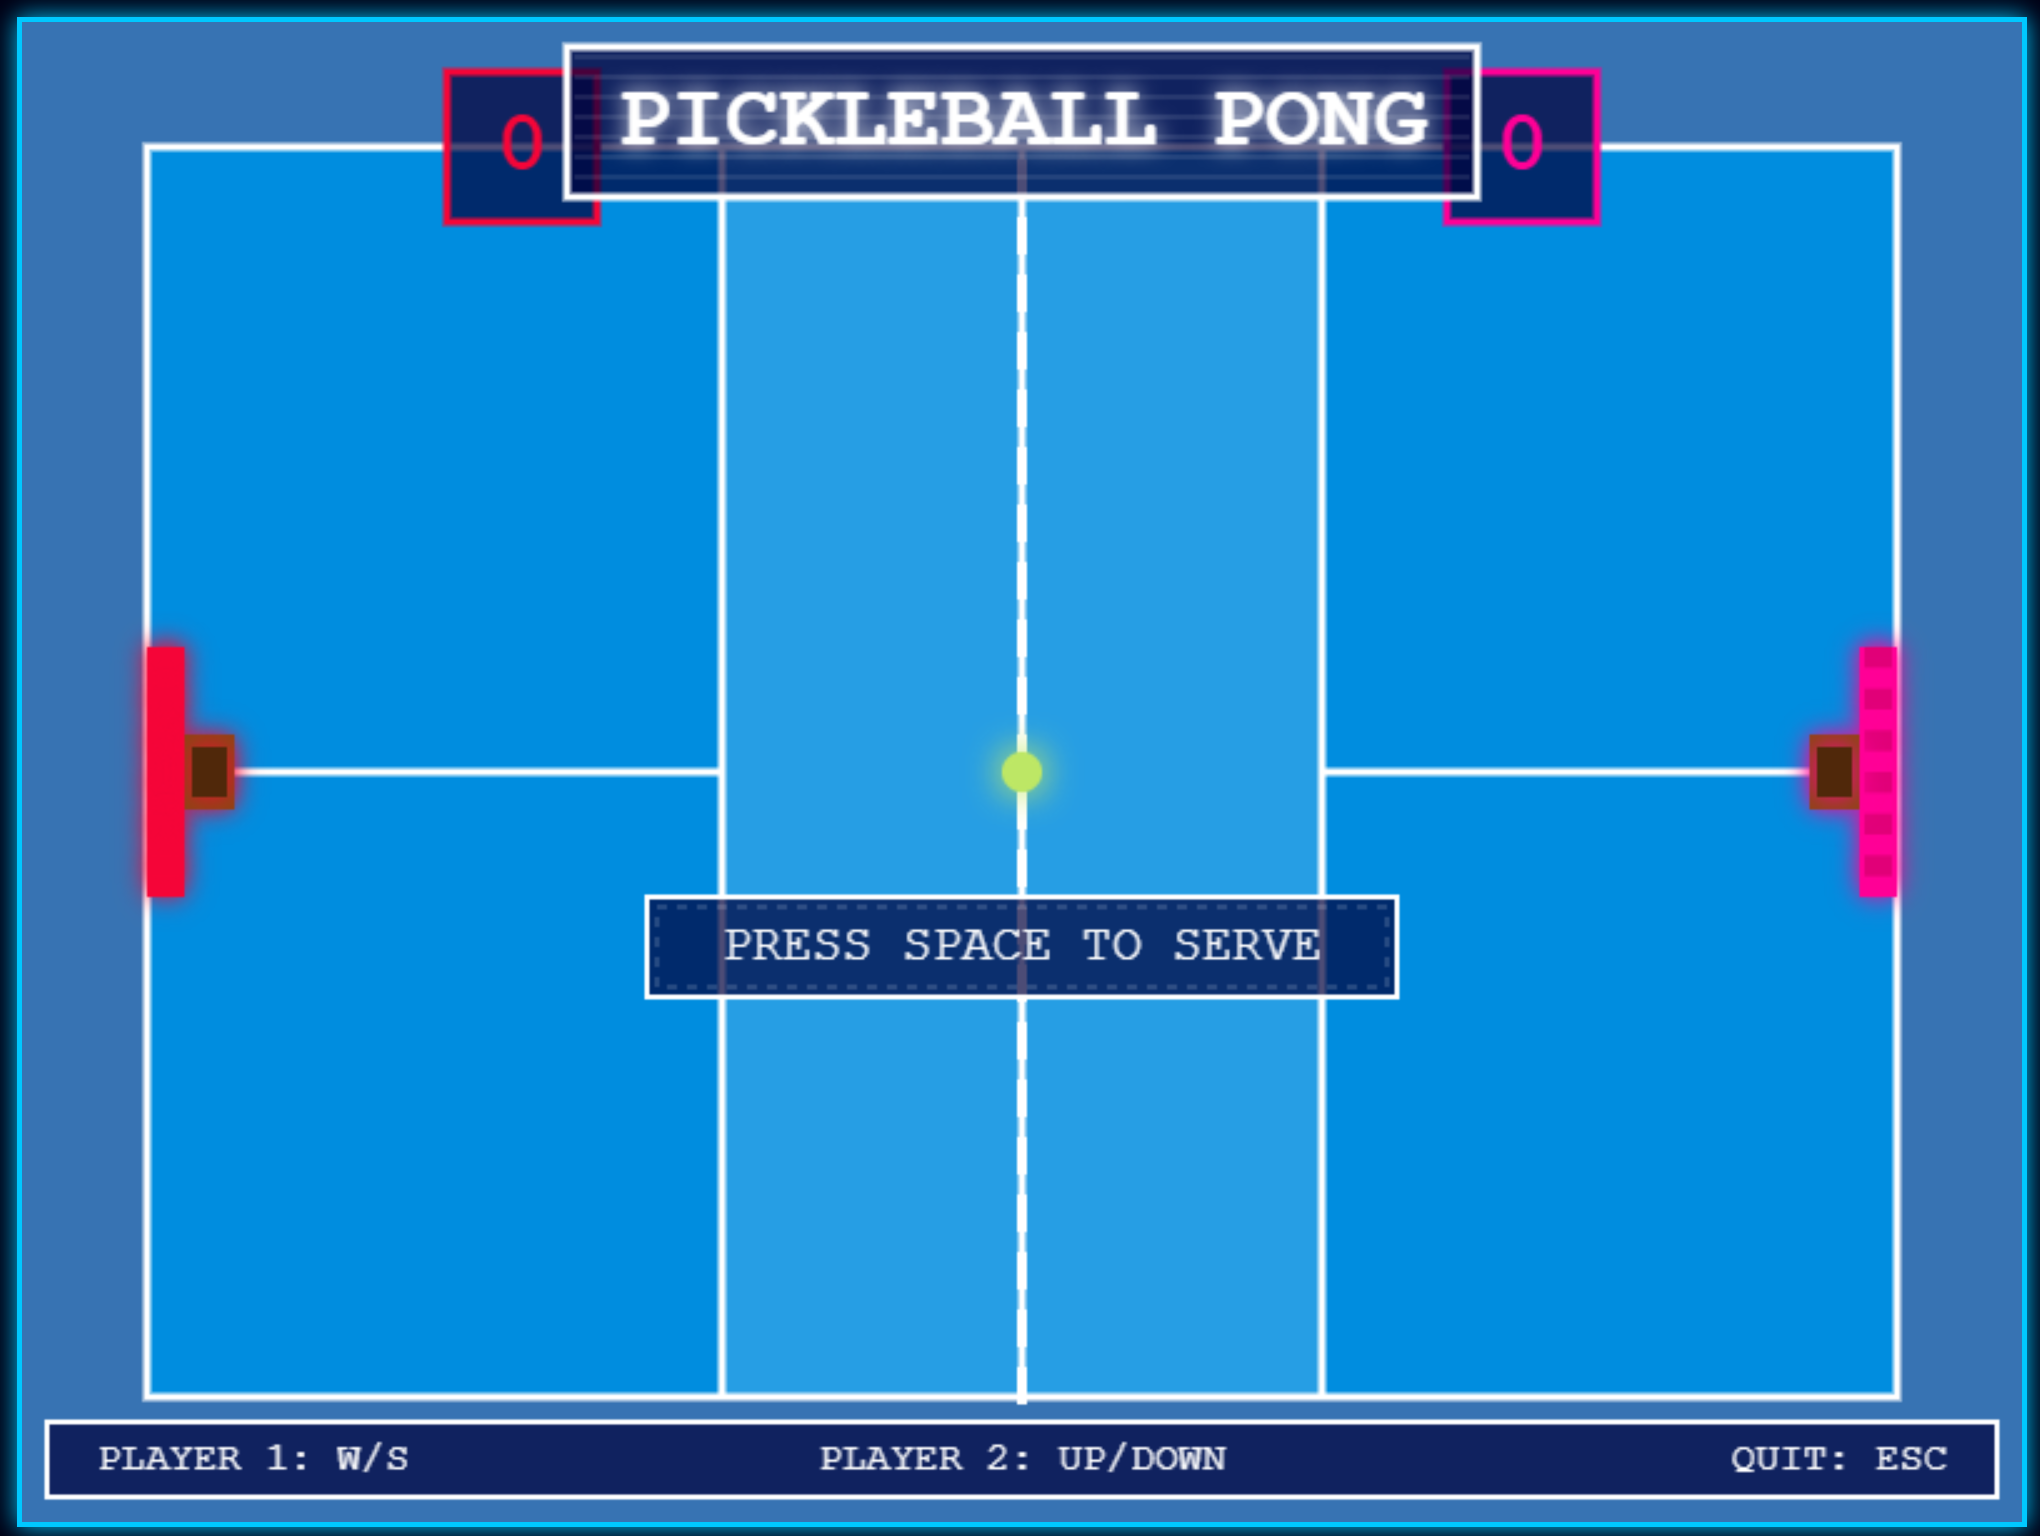 PICKLEBALL PONG
0
0
PRESS SPACE TO SERVE
PLAYER 1: W/S
PLAYER 2: UP/DOWN
QUIT: ESC